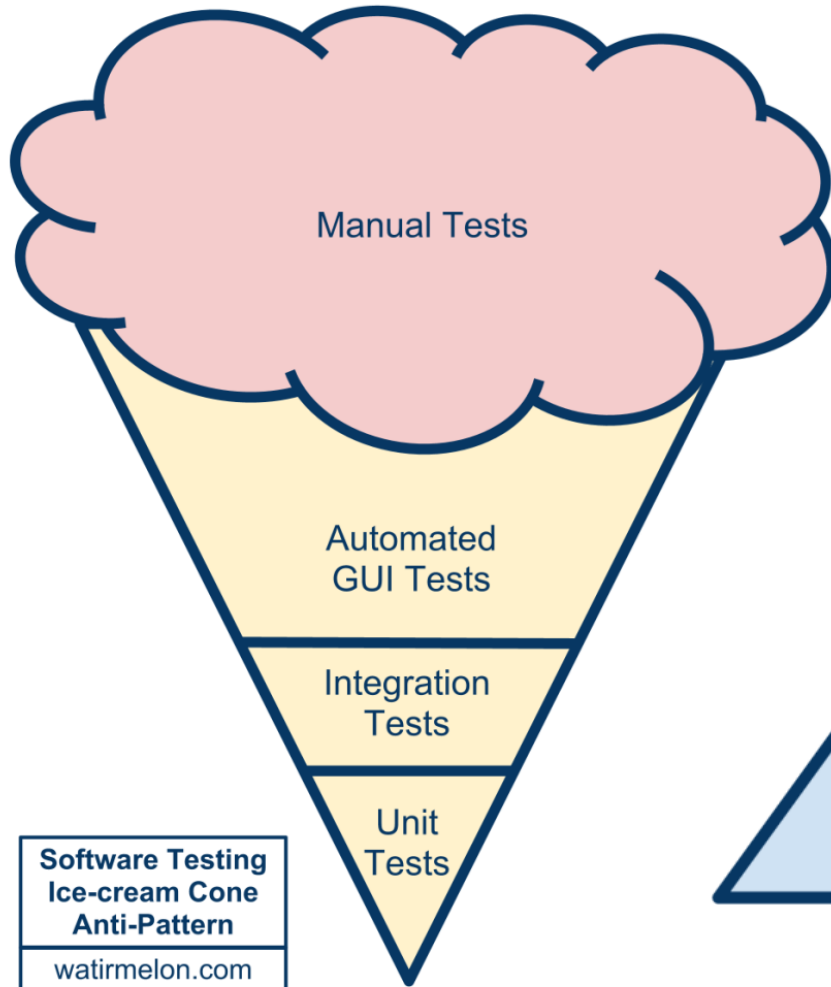 Manual Tests
Automated
GUI Tests
Integration
Tests
Unit
Tests
Software Testing
Ice-cream Cone
Anti-Pattern
watirmelon.com